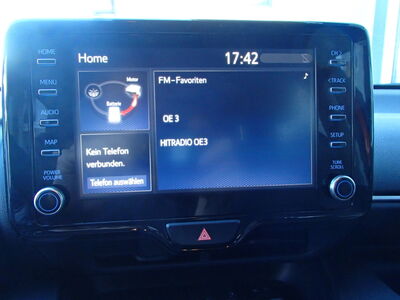 Home
17:42
HOME
MENU
AUDIO
MAP
POWER
VOLUME
Motor
Batterie
Kein Telefon
verbunden.
Telefon auswählen
FM-Favoriten
OE 3
HITRADIO OE3
<TRACK
PHONE
SETUP
TUNE
SCROLL